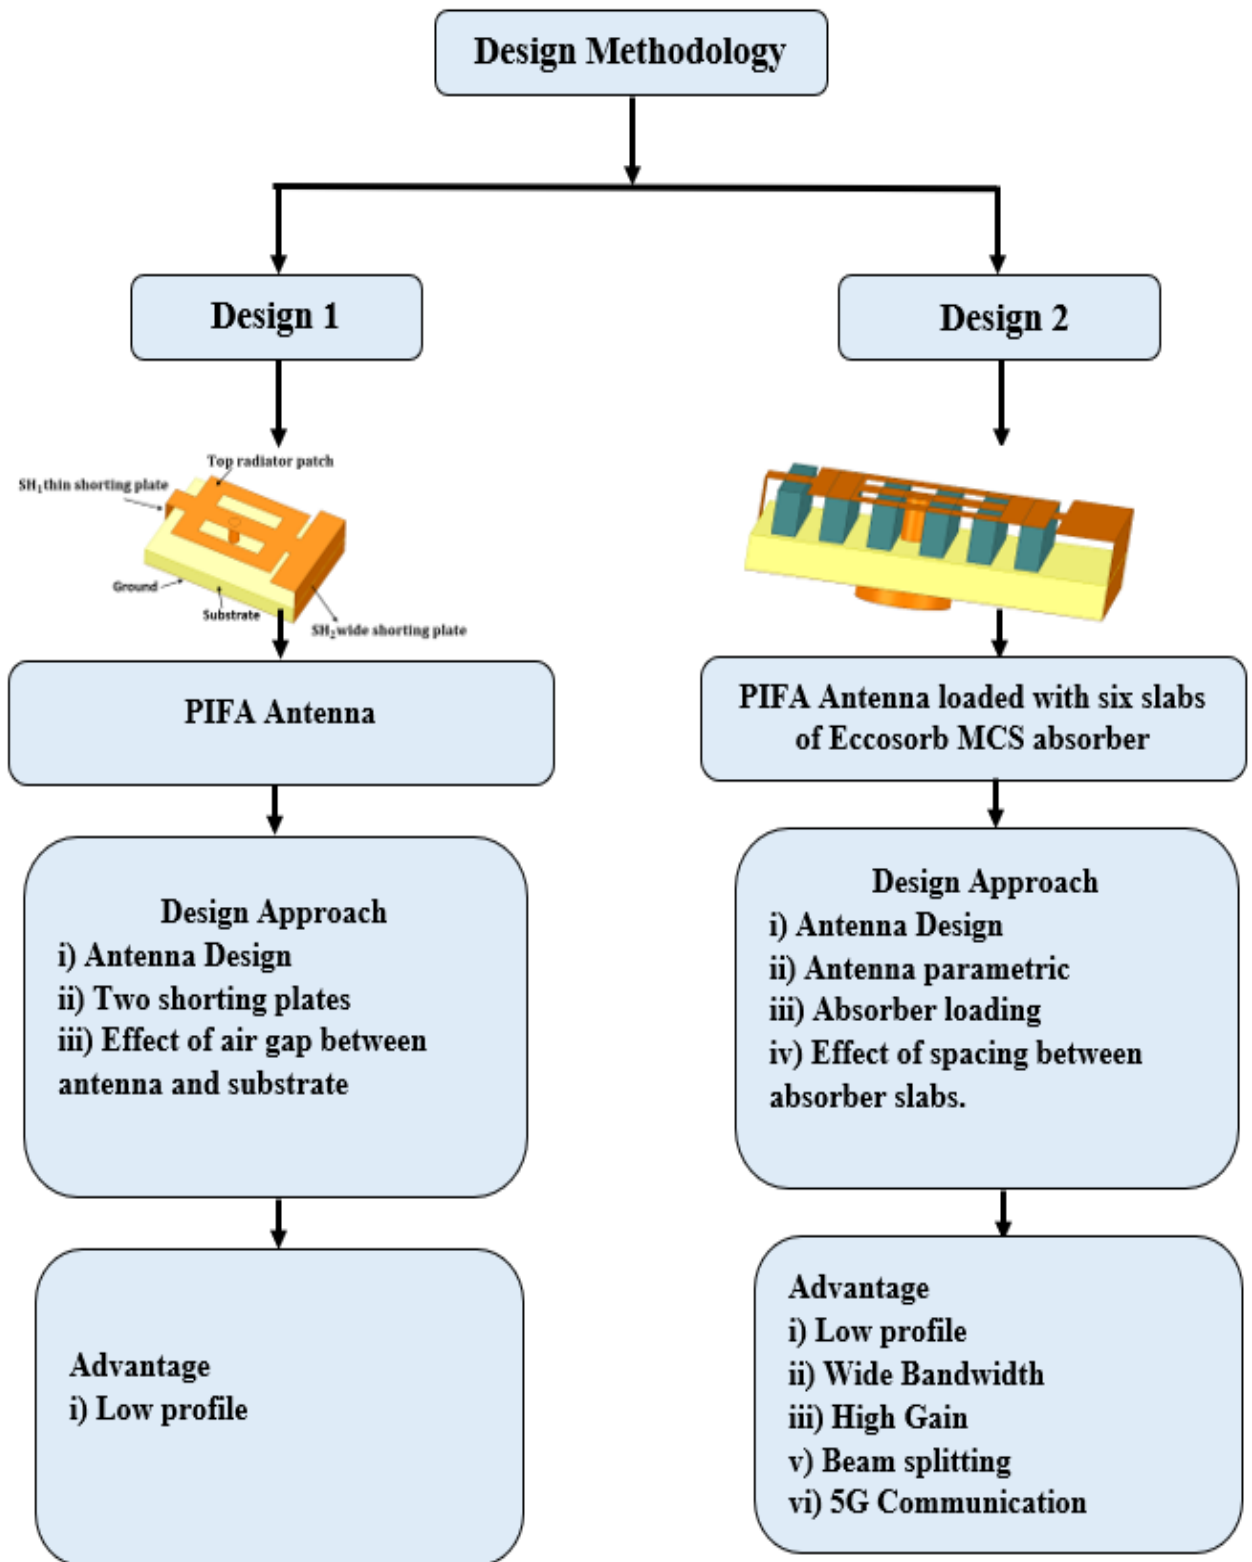 Design Methodology
Design 1
Design 2
Top radiator patch
SH₁thin shorting plate
Ground
Substrate
SH₂wide shorting plate
PIFA Antenna
PIFA Antenna loaded with six slabs
of Eccosorb MCS absorber
Design Approach
i) Antenna Design
ii) Two shorting plates
iii) Effect of air gap between
antenna and substrate
Design Approach
i) Antenna Design
ii) Antenna parametric
iii) Absorber loading
iv) Effect of spacing between
absorber slabs.
Advantage
i) Low profile
Advantage
i) Low profile
ii) Wide Bandwidth
iii) High Gain
v) Beam splitting
vi) 5G Communication